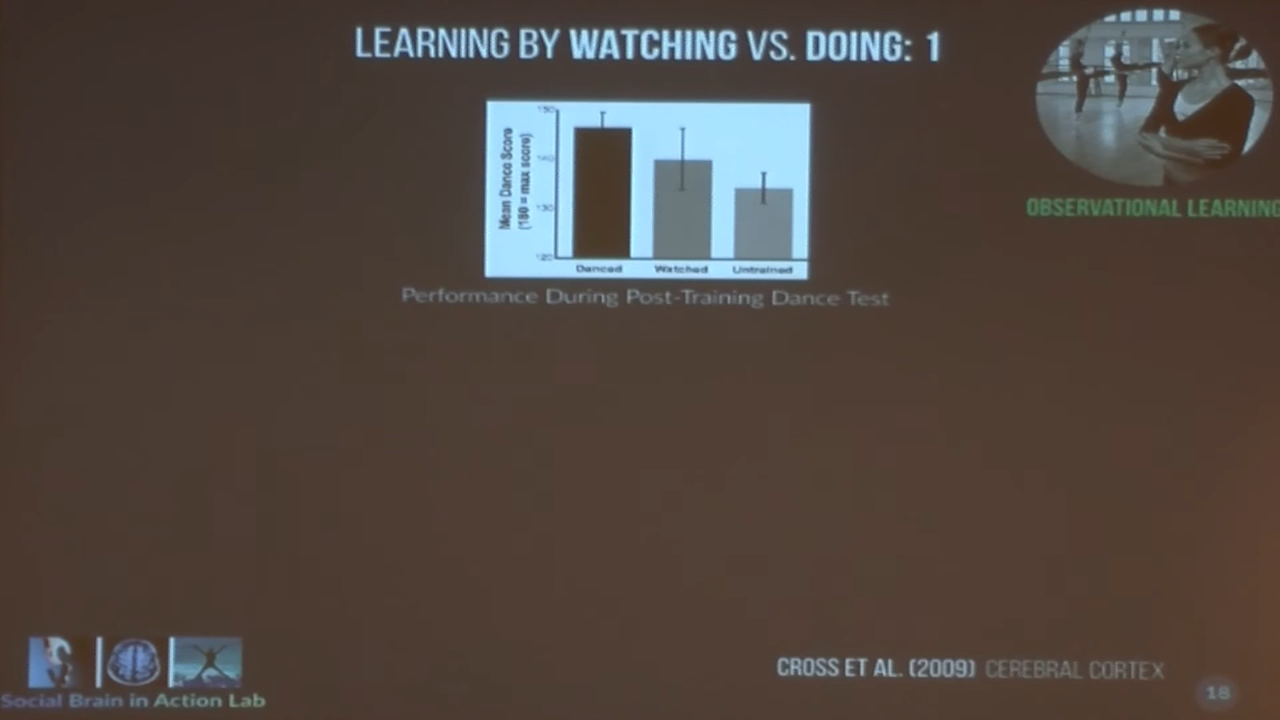 LEARNING BY WATCHING VS. DOING: 1
Mean Dance Score
(180 = max score)
150
140
130
120
Danced Watched Untrained
Performance During Post-Training Dance Test
OBSERVATIONAL LEARNING
Social Brain in Action Lab
CROSS ET AL. (2009) CEREBRAL CORTEX
18